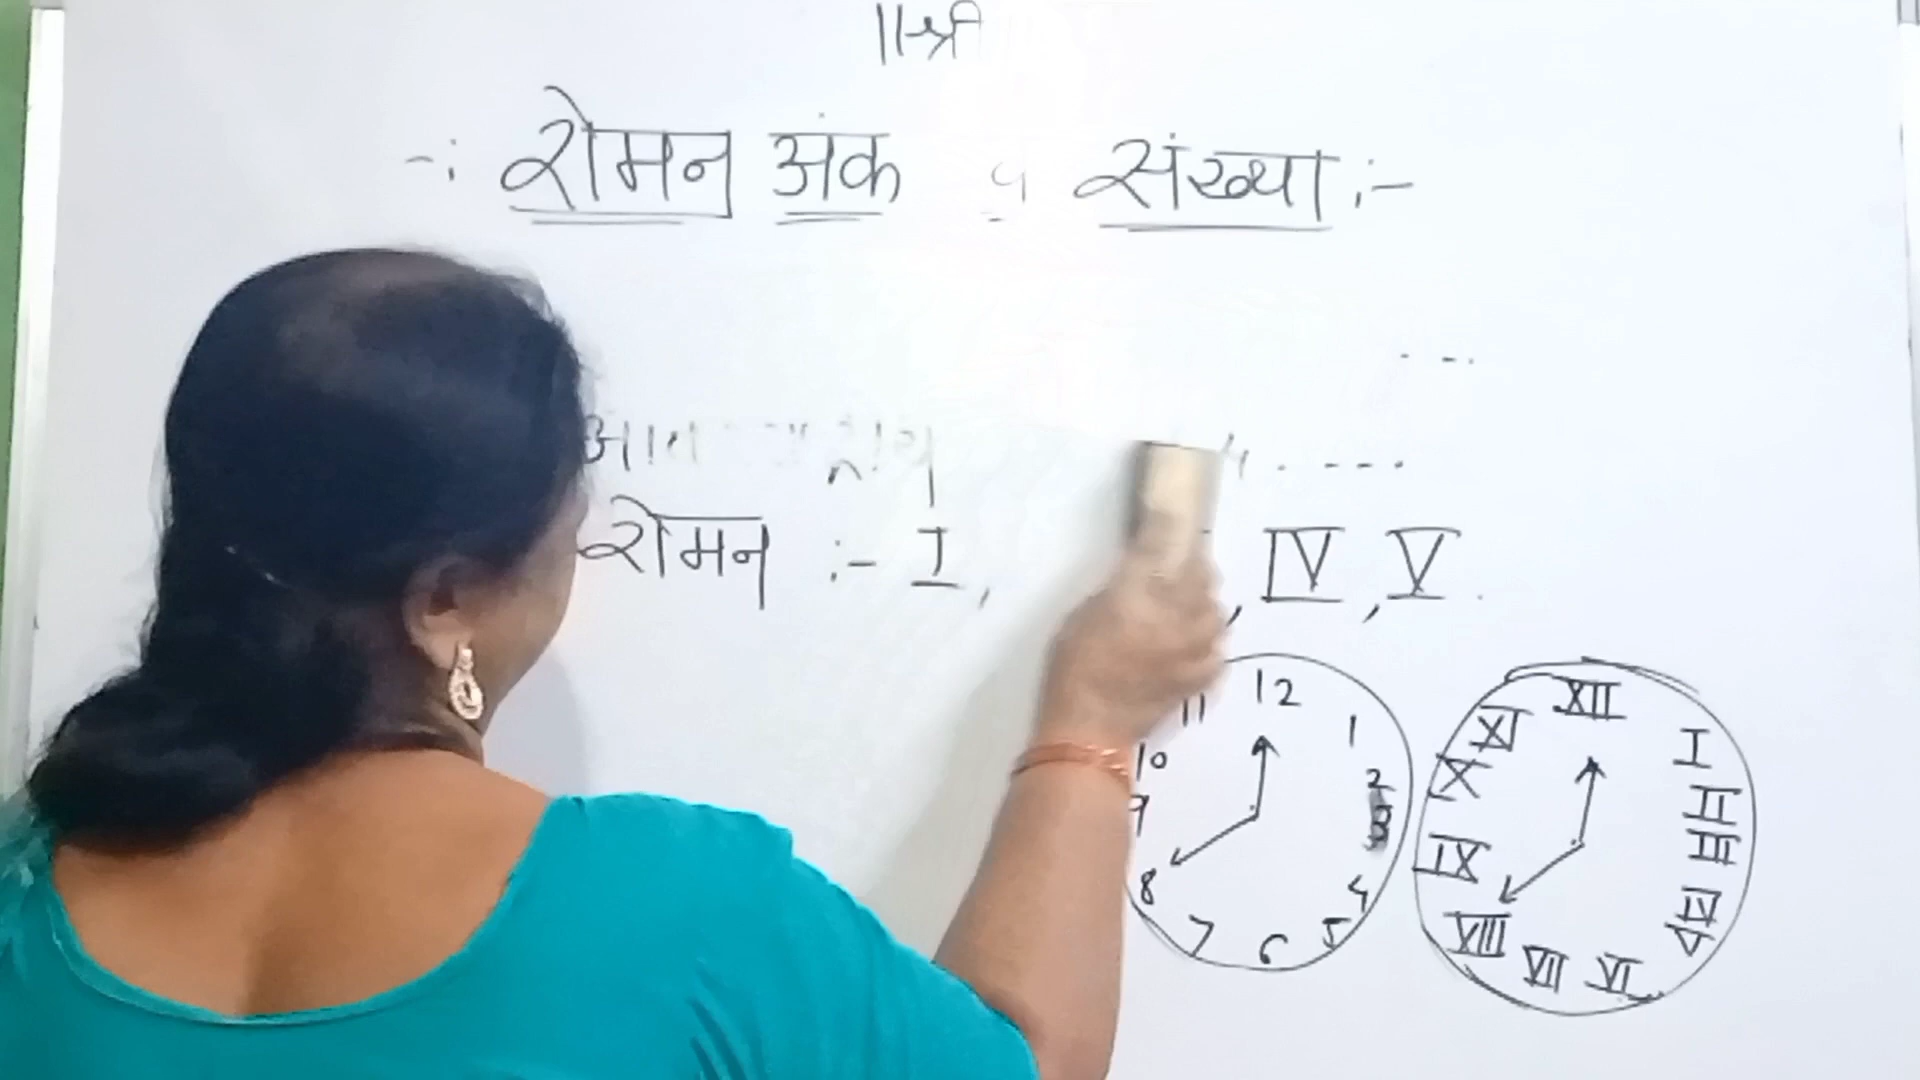 ॥श्री
-: रोमन अंक व संख्या :-
रोमन :- I, , IV, V.
12
11
1
10
2
9
3
8
4
7
6
5
XII
XI
I
X
II
IX
III
IV
VIII
V
VII
VI